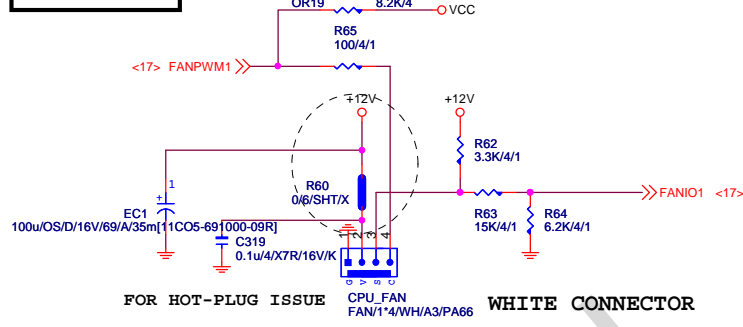 OR19 8.2K/4 VCC
R65
100/4/1
<17> FANPWM1
+12V +12V
R62
3.3K/4/1
R60
0/6/SHT/X
FANIO1 <17>
1
+
EC1
100u/OS/D/16V/69/A/35m[11CO5-691000-09R]
R63
15K/4/1
R64
6.2K/4/1
C319
0.1u/4/X7R/16V/K
1 2 3 4
G V S C
CPU_FAN
FAN/1*4/WH/A3/PA66
FOR HOT-PLUG ISSUE
WHITE CONNECTOR